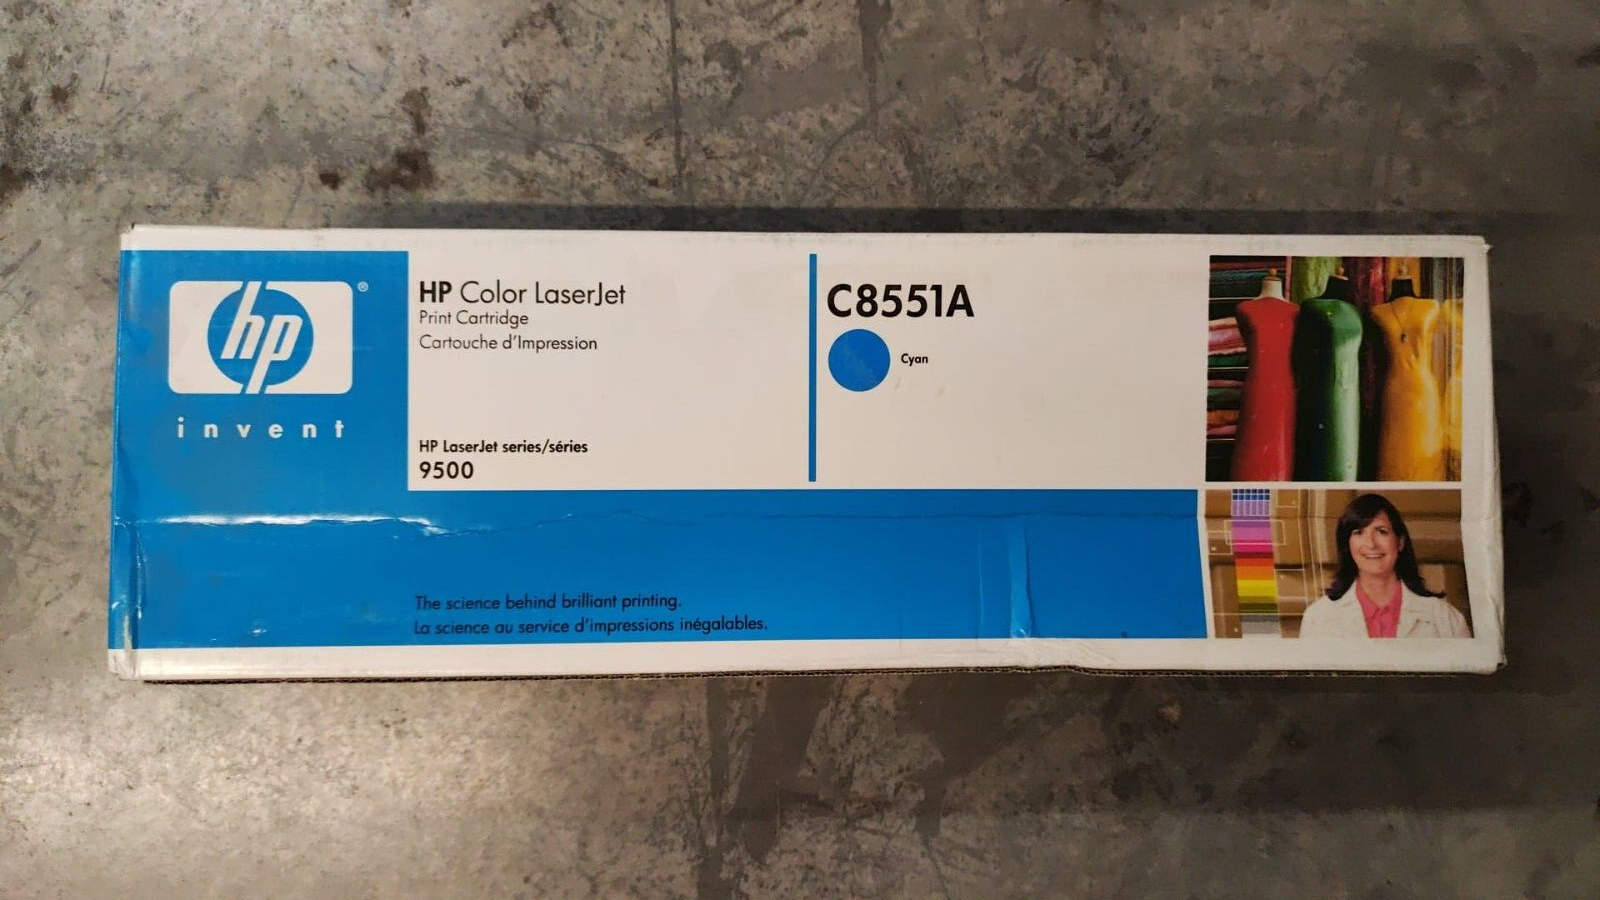 hp®
invent
HP Color LaserJet
Print Cartridge
Cartouche d'Impression
HP LaserJet series/séries
9500
C8551A
Cyan
The science behind brilliant printing.
La science au service d'impressions inégalables.